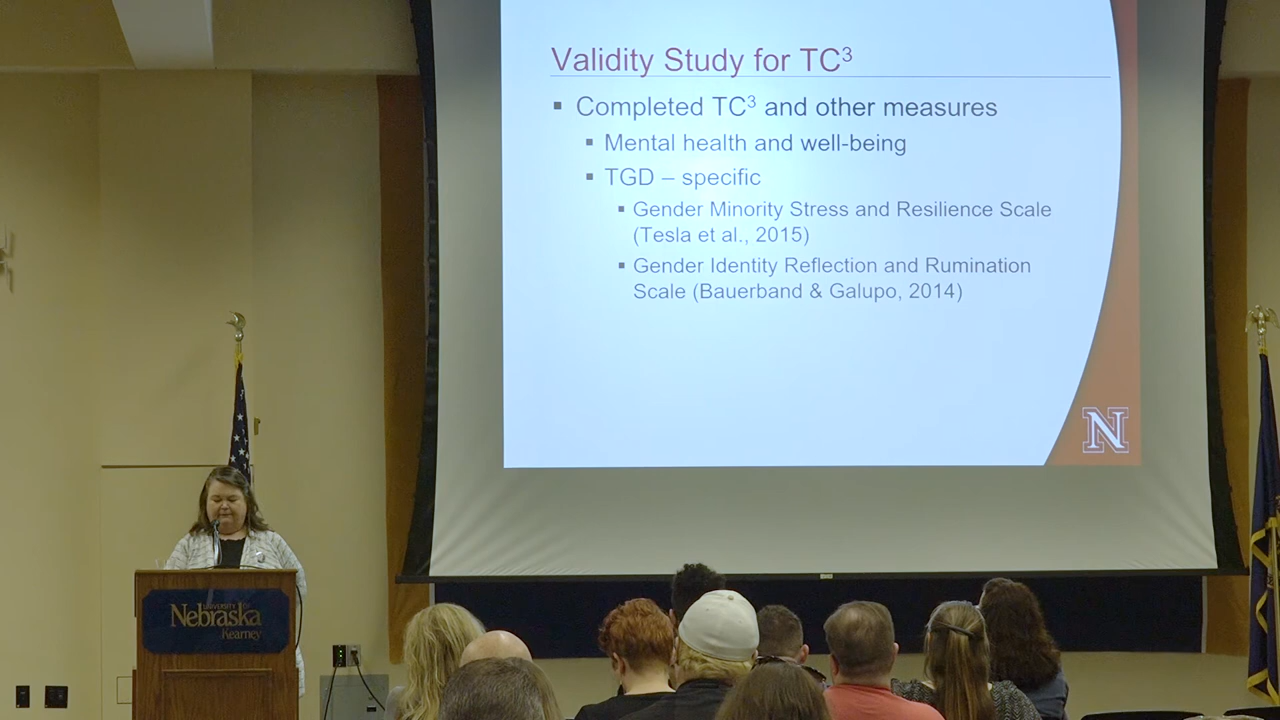 Validity Study for TC³
▪ Completed TC³ and other measures
▪ Mental health and well-being
▪ TGD – specific
▪ Gender Minority Stress and Resilience Scale
(Tesla et al., 2015)
▪ Gender Identity Reflection and Rumination
Scale (Bauerband & Galupo, 2014)
N
UNIVERSITY OF
Nebraska
Kearney